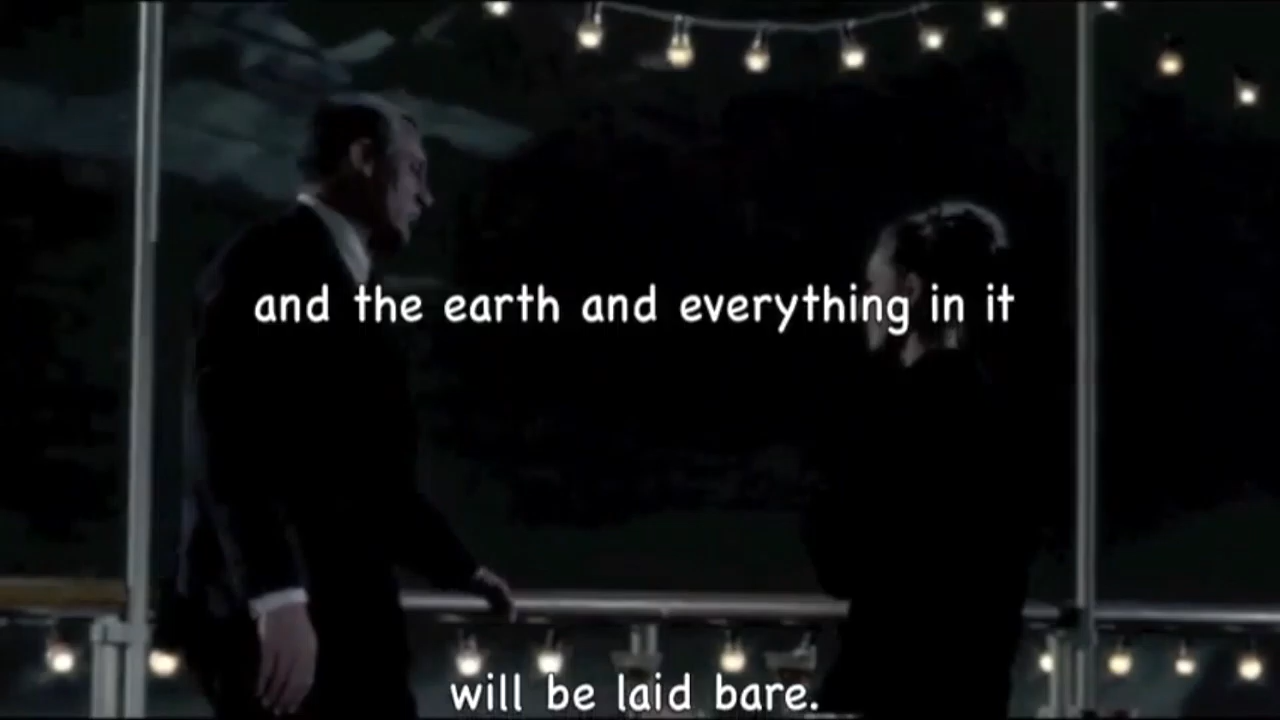 and the earth and everything in it
will be laid bare.